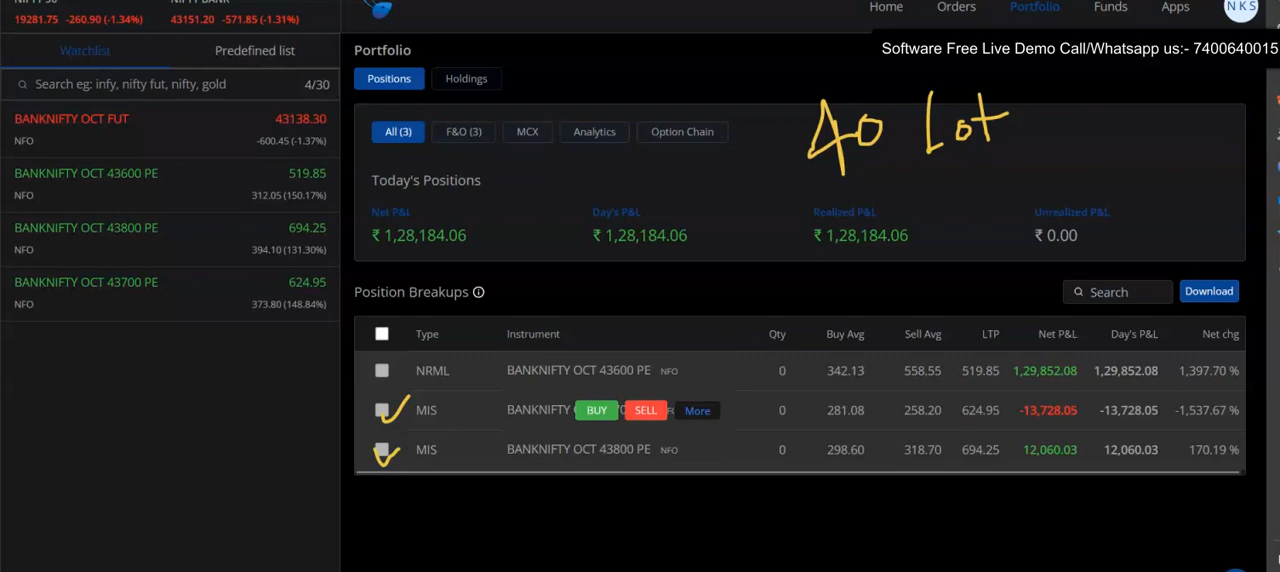 19281.75 -260.90 (-1.34%) 43151.20 -571.85 (-1.31%)
Home Orders Portfolio Funds Apps N K S
Software Free Live Demo Call/Whatsapp us:- 7400640015
Watchlist Predefined list
Search eg: infy, nifty fut, nifty, gold 4/30
BANKNIFTY OCT FUT 43138.30
NFO -600.45 (-1.37%)
BANKNIFTY OCT 43600 PE 519.85
NFO 312.05 (150.17%)
BANKNIFTY OCT 43800 PE 694.25
NFO 394.10 (131.30%)
BANKNIFTY OCT 43700 PE 624.95
NFO 373.80 (148.84%)
Portfolio
Positions Holdings
40 Lot
All (3) F&O (3) MCX Analytics Option Chain
Today's Positions
Net P&L Day's P&L Realized P&L Unrealized P&L
₹ 1,28,184.06 ₹ 1,28,184.06 ₹ 1,28,184.06 ₹ 0.00
Position Breakups Search Download
Type Instrument Qty Buy Avg Sell Avg LTP Net P&L Day's P&L Net chg
NRML BANKNIFTY OCT 43600 PE NFO 0 342.13 558.55 519.85 1,29,852.08 1,29,852.08 1,397.70 %
MIS BANKNIFTY BUY SELL More 0 281.08 258.20 624.95 -13,728.05 -13,728.05 -1,537.67 %
MIS BANKNIFTY OCT 43800 PE NFO 0 298.60 318.70 694.25 12,060.03 12,060.03 170.19 %